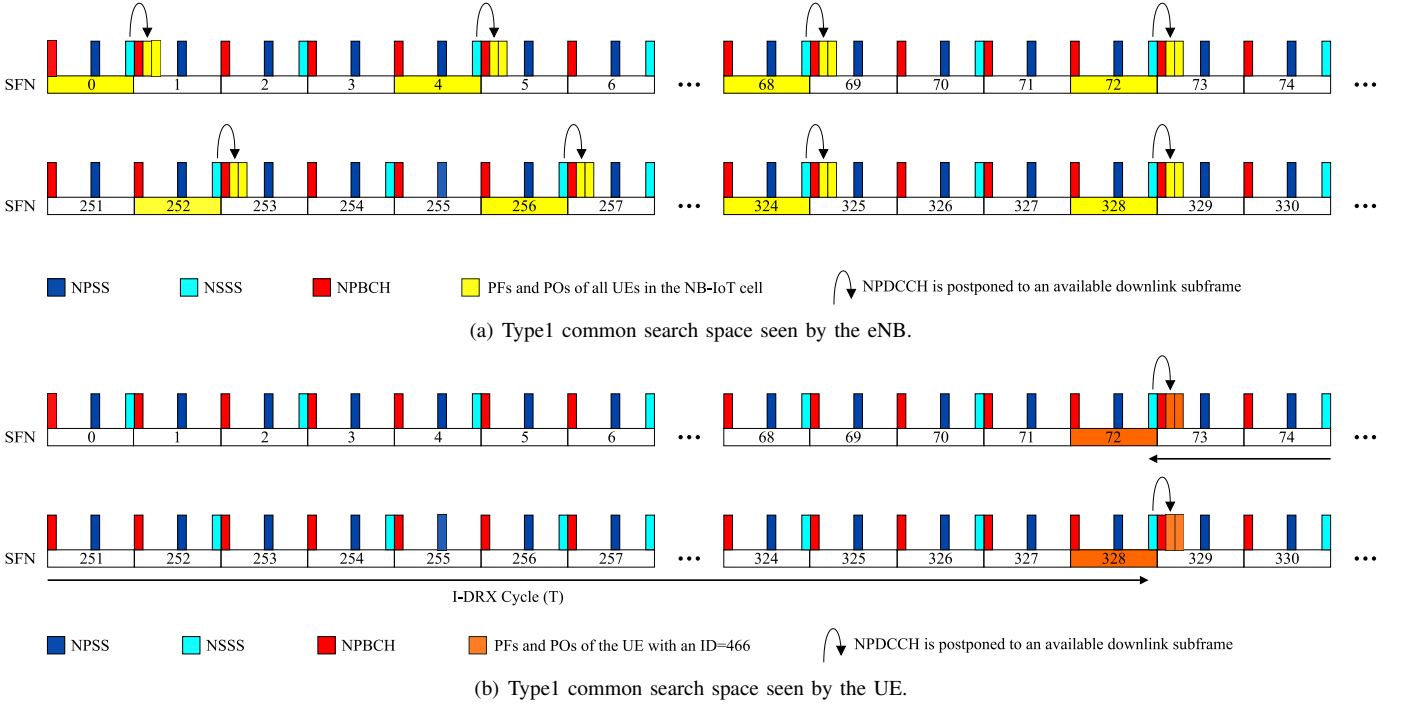 SFN 0 1 2 3 4 5 6 ... 68 69 70 71 72 73 74 ...
SFN 251 252 253 254 255 256 257 ... 324 325 326 327 328 329 330 ...
NPSS NSSS NPBCH PFs and POs of all UEs in the NB-IoT cell NPDCCH is postponed to an available downlink subframe
(a) Type1 common search space seen by the eNB.
SFN 0 1 2 3 4 5 6 ... 68 69 70 71 72 73 74 ...
SFN 251 252 253 254 255 256 257 ... 324 325 326 327 328 329 330 ...
I-DRX Cycle (T)
NPSS NSSS NPBCH PFs and POs of the UE with an ID=466 NPDCCH is postponed to an available downlink subframe
(b) Type1 common search space seen by the UE.